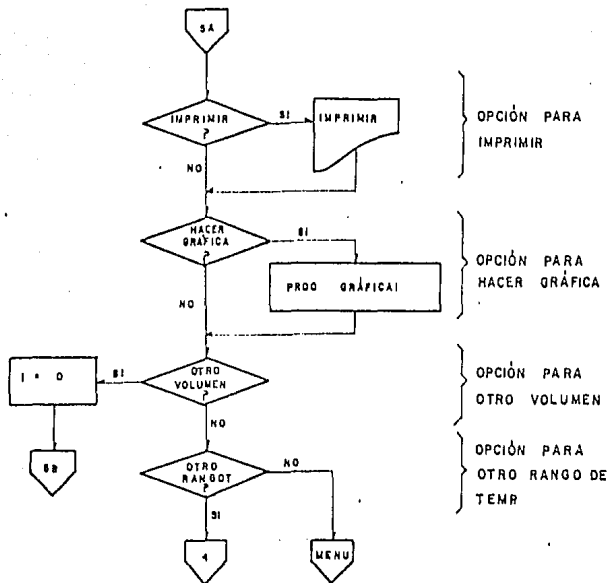 5A
IMPRIMIR
?
SI
IMPRIMIR
OPCIÓN PARA
IMPRIMIR
NO
HACER
GRÁFICA
?
SI
PROO GRÁFICA1
OPCIÓN PARA
HACER GRÁFICA
NO
OTRO
VOLUMEN
?
SI
I = 0
OPCIÓN PARA
OTRO VOLUMEN
NO
5B
OTRO
RANGOT
?
NO
OPCIÓN PARA
OTRO RANGO DE
TEMP.
SI
4
MENU